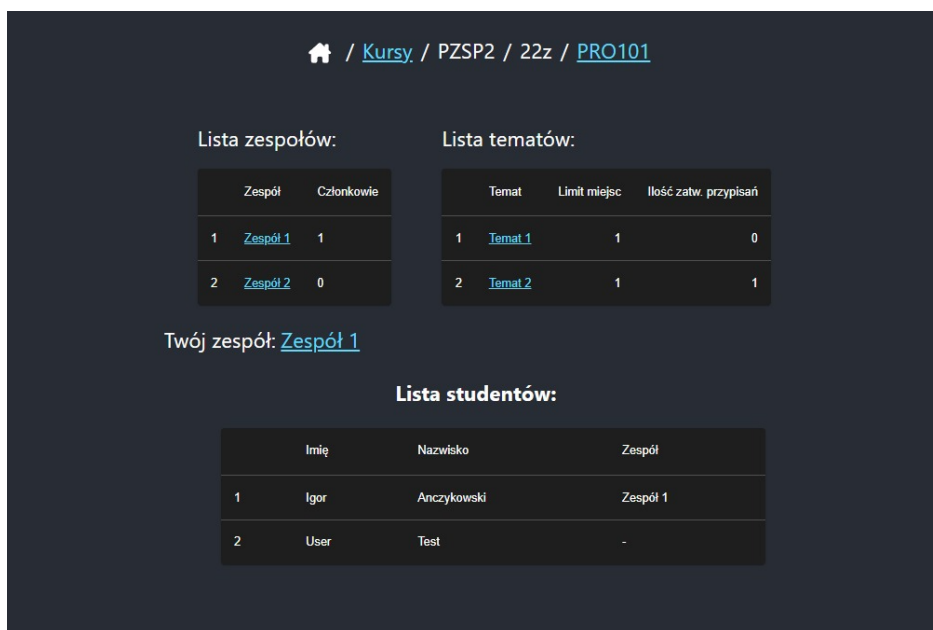 / Kursy / PZSP2 / 22z / PRO101
Lista zespołów:
Zespół Członkowie
1 Zespół 1 1
2 Zespół 2 0
Lista tematów:
Temat Limit miejsc Ilość zatw. przypisań
1 Temat 1 1 0
2 Temat 2 1 1
Twój zespół: Zespół 1
Lista studentów:
Imię Nazwisko Zespół
1 Igor Anczykowski Zespół 1
2 User Test -